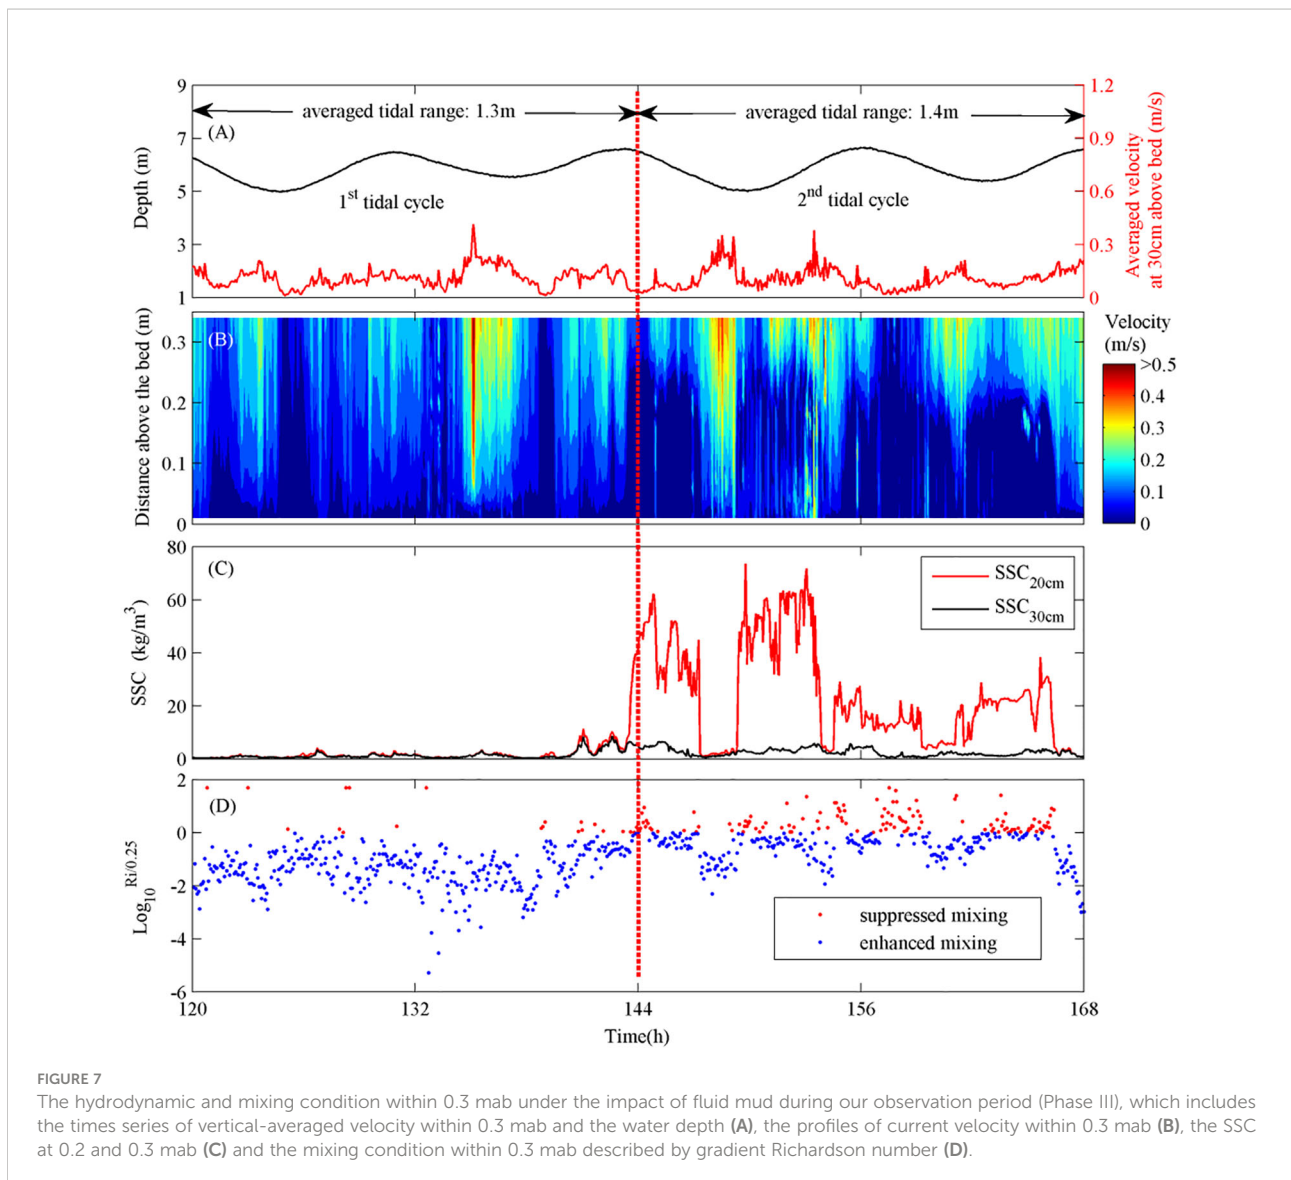 9
7
5
3
1
Depth (m)
(A)
averaged tidal range: 1.3m
averaged tidal range: 1.4m
1st tidal cycle
2nd tidal cycle
1.2
0.9
0.6
0.3
0
Averaged velocity
at 30cm above bed (m/s)
(B)
0.3
0.2
0.1
0
Distance above the bed (m)
Velocity
(m/s)
>0.5
0.4
0.3
0.2
0.1
0
(C)
80
60
40
20
0
SSC (kg/m3)
SSC20cm
SSC30cm
(D)
2
0
-2
-4
-6
Log10Ri/0.25
suppressed mixing
enhanced mixing
120
132
144
156
168
Time(h)
FIGURE 7
The hydrodynamic and mixing condition within 0.3 mab under the impact of fluid mud during our observation period (Phase III), which includes
the times series of vertical-averaged velocity within 0.3 mab and the water depth (A), the profiles of current velocity within 0.3 mab (B), the SSC
at 0.2 and 0.3 mab (C) and the mixing condition within 0.3 mab described by gradient Richardson number (D).